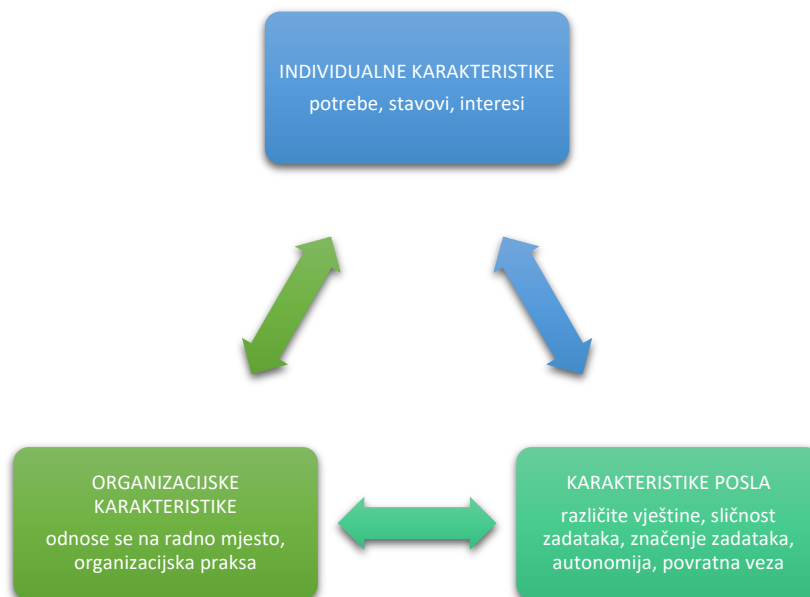 INDIVIDUALNE KARAKTERISTIKE
potrebe, stavovi, interesi
ORGANIZACIJSKE
KARAKTERISTIKE
odnose se na radno mjesto,
organizacijska praksa
KARAKTERISTIKE POSLA
različite vještine, sličnost
zadataka, značenje zadataka,
autonomija, povratna veza